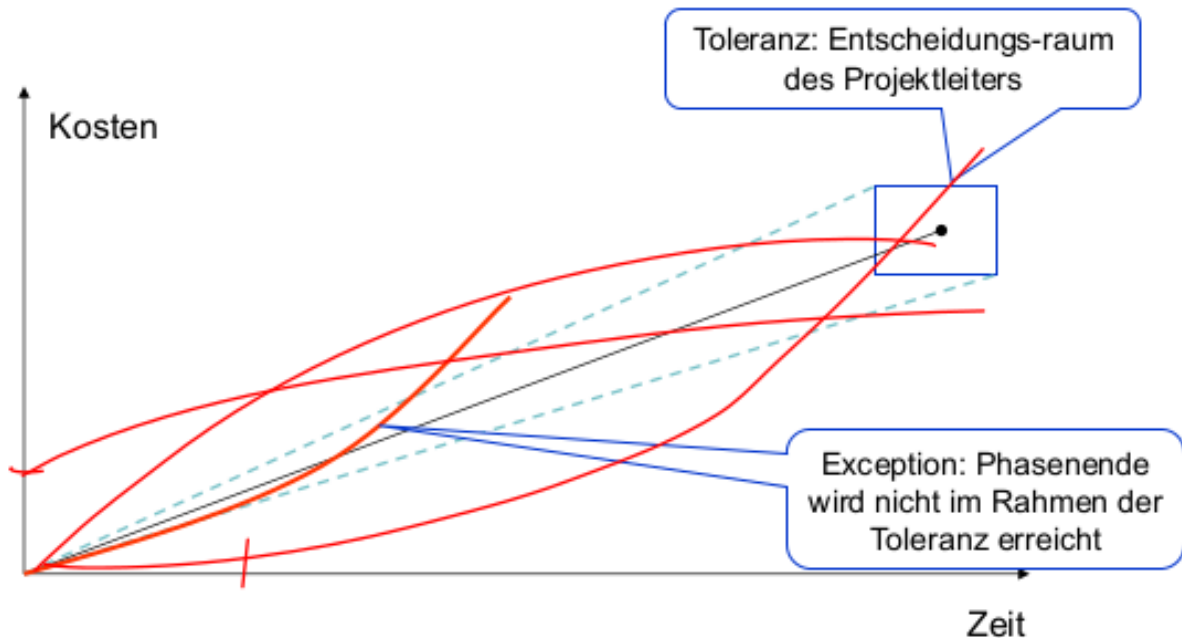 Toleranz: Entscheidungs-raum
des Projektleiters
Kosten
Exception: Phasenende
wird nicht im Rahmen der
Toleranz erreicht
Zeit